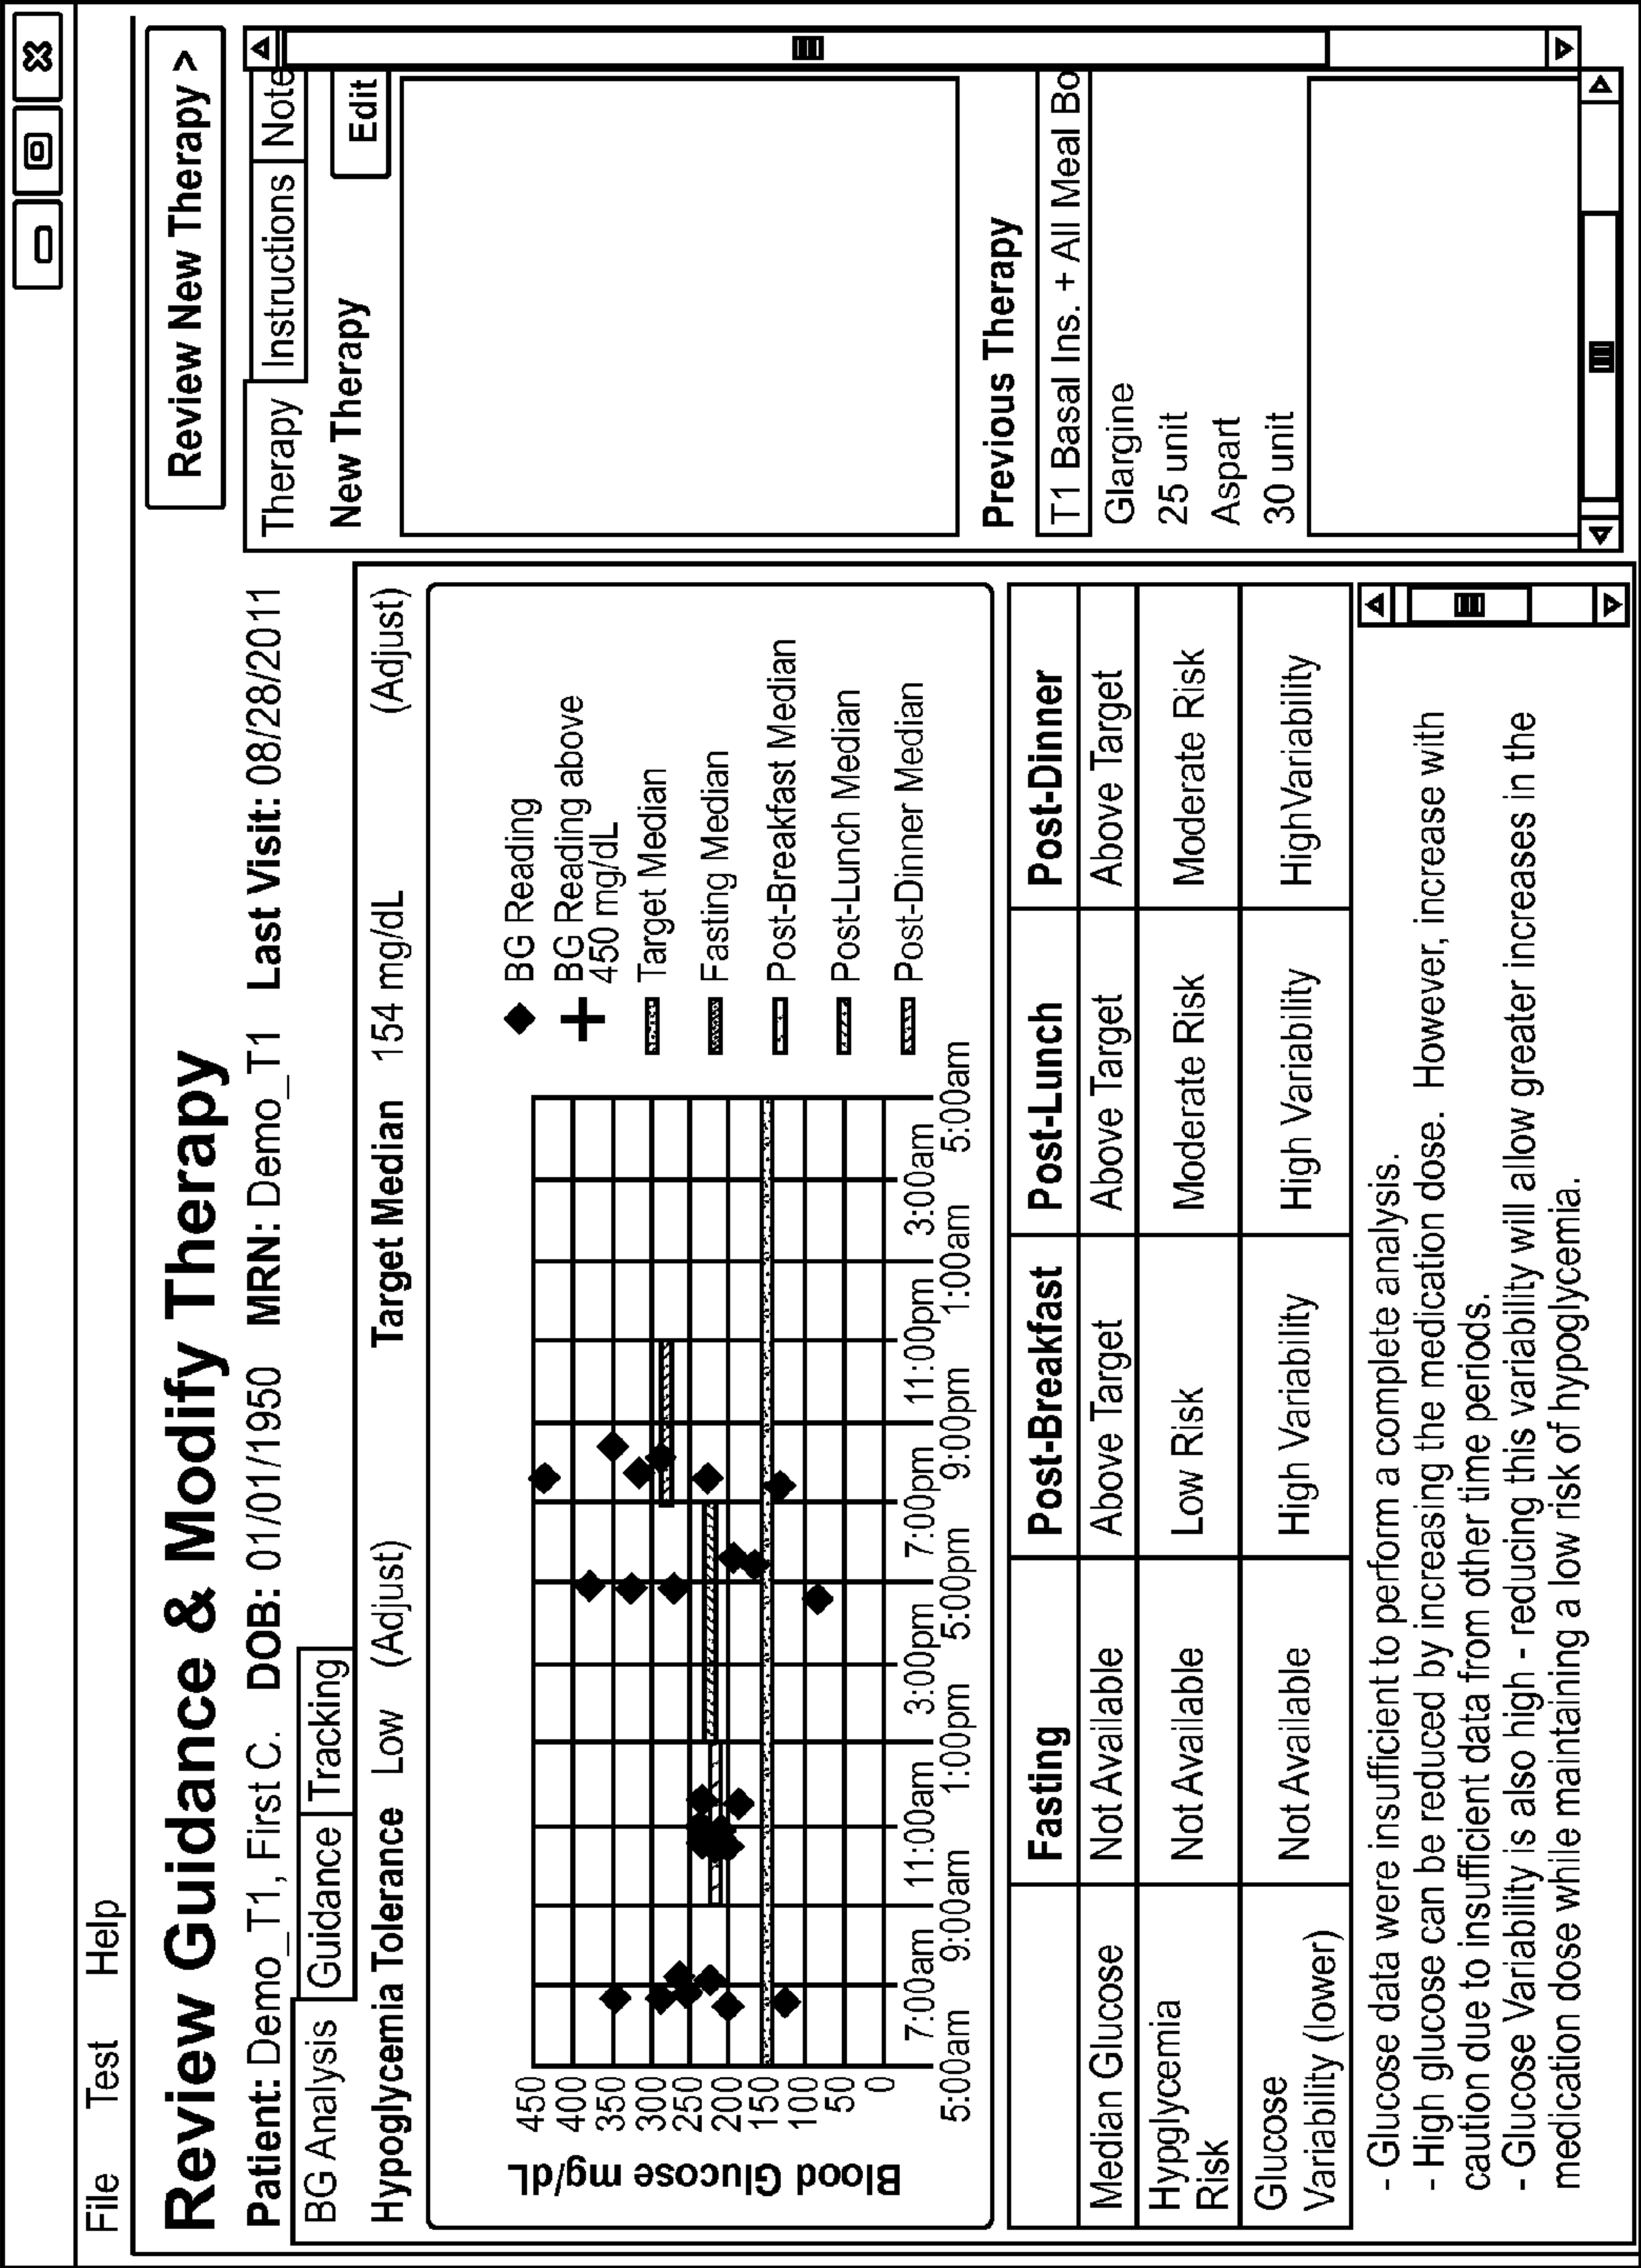 File Test Help
Review Guidance & Modify Therapy
Review New Therapy >
Patient: Demo_T1, First C. DOB: 01/01/1950 MRN: Demo_T1 Last Visit: 08/28/2011
BG Analysis Guidance Tracking
Hypoglycemia Tolerance Low (Adjust) Target Median 154 mg/dL (Adjust)
Blood Glucose mg/dL
450
400
350
300
250
200
150
100
50
0
7:00am 11:00am 3:00pm 7:00pm 11:00pm 3:00am
5:00am 9:00am 1:00pm 5:00pm 9:00pm 1:00am 5:00am
BG Reading
BG Reading above
450 mg/dL
Target Median
Fasting Median
Post-Breakfast Median
Post-Lunch Median
Post-Dinner Median
Fasting Post-Breakfast Post-Lunch Post-Dinner
Median Glucose Not Available Above Target Above Target Above Target
Hypglycemia
Risk Not Available Low Risk Moderate Risk Moderate Risk
Glucose
Variability (lower) Not Available High Variability High Variability HighVariability
- Glucose data were insufficient to perform a complete analysis.
- High glucose can be reduced by increasing the medication dose. However, increase with
caution due to insufficient data from other time periods.
- Glucose Variability is also high - reducing this variability will allow greater increases in the
medication dose while maintaining a low risk of hypoglycemia.
Therapy Instructions Note
New Therapy
Edit
Previous Therapy
T1 Basal Ins. + All Meal Bo
Glargine
25 unit
Aspart
30 unit